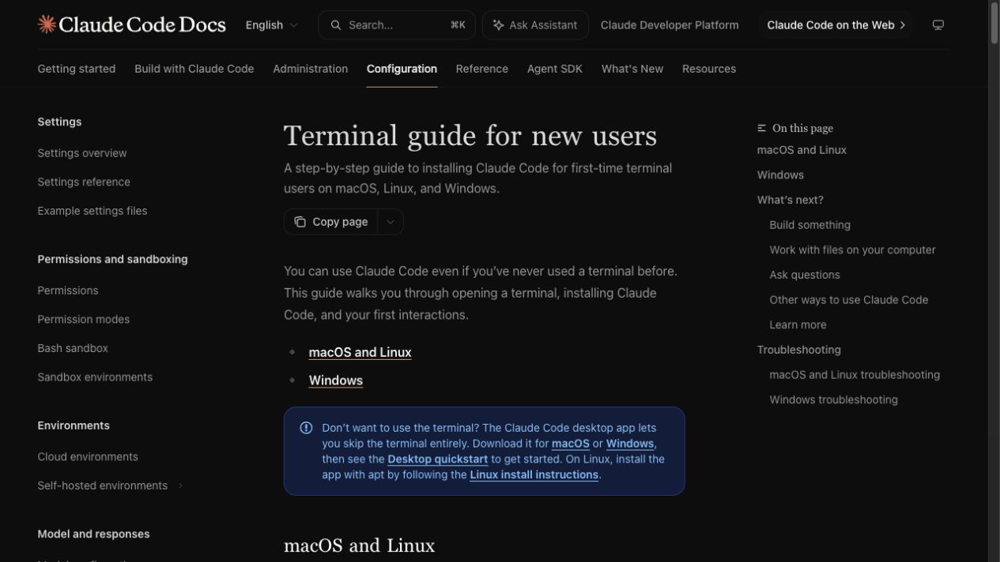 Claude Code Docs
English
Search...
⌘K
Ask Assistant
Claude Developer Platform
Claude Code on the Web
Getting started
Build with Claude Code
Administration
Configuration
Reference
Agent SDK
What's New
Resources
Settings
Settings overview
Settings reference
Example settings files
Permissions and sandboxing
Permissions
Permission modes
Bash sandbox
Sandbox environments
Environments
Cloud environments
Self-hosted environments
Model and responses
Terminal guide for new users
A step-by-step guide to installing Claude Code for first-time terminal
users on macOS, Linux, and Windows.
Copy page
You can use Claude Code even if you’ve never used a terminal before.
This guide walks you through opening a terminal, installing Claude
Code, and your first interactions.
macOS and Linux
Windows
Don’t want to use the terminal? The Claude Code desktop app lets
you skip the terminal entirely. Download it for macOS or Windows,
then see the Desktop quickstart to get started. On Linux, install the
app with apt by following the Linux install instructions.
macOS and Linux
On this page
macOS and Linux
Windows
What’s next?
Build something
Work with files on your computer
Ask questions
Other ways to use Claude Code
Learn more
Troubleshooting
macOS and Linux troubleshooting
Windows troubleshooting